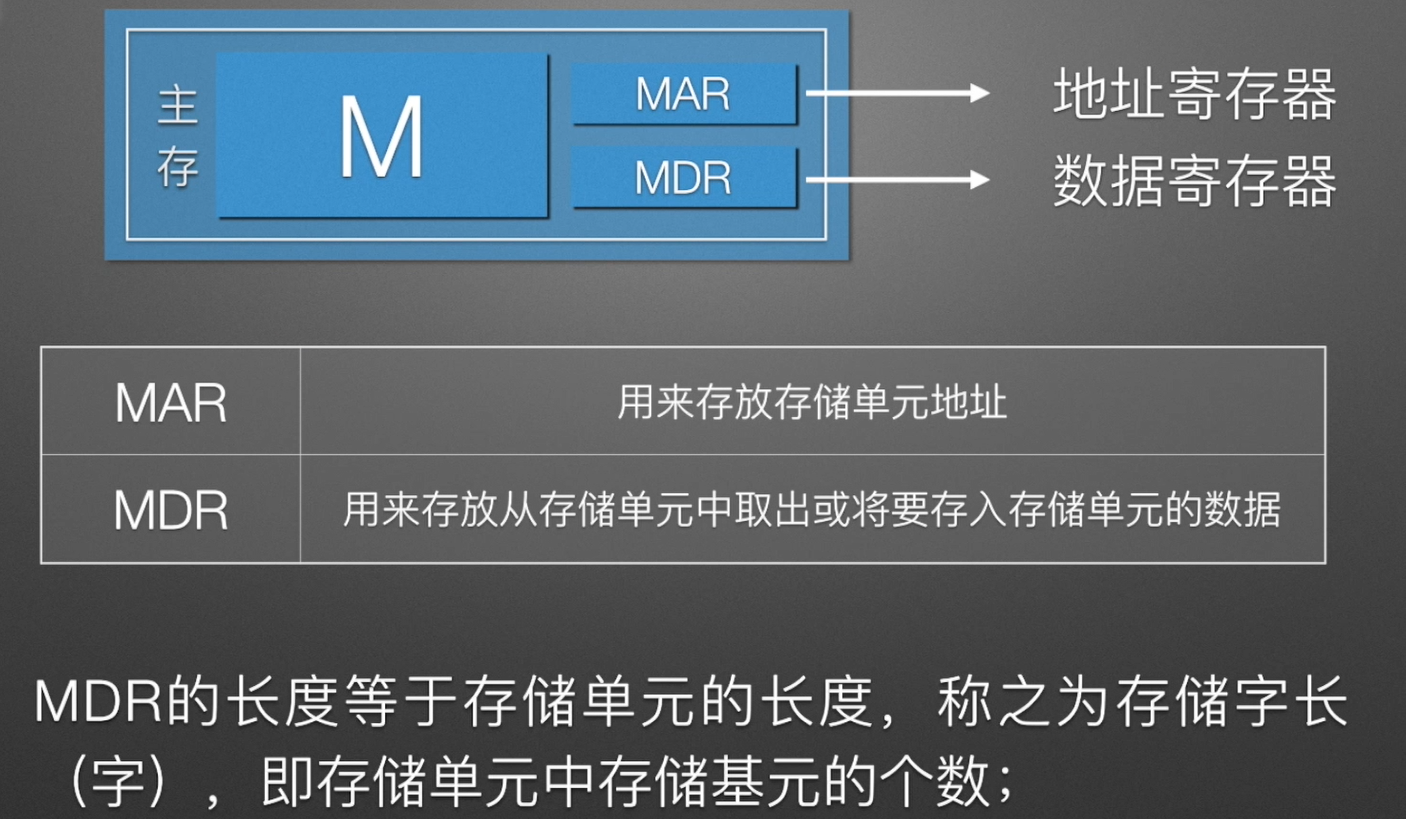 主存
M
MAR
地址寄存器
MDR
数据寄存器
MAR
用来存放存储单元地址
MDR
用来存放从存储单元中取出或将要存入存储单元的数据
MDR的长度等于存储单元的长度，称之为存储字长
（字），即存储单元中存储基元的个数；